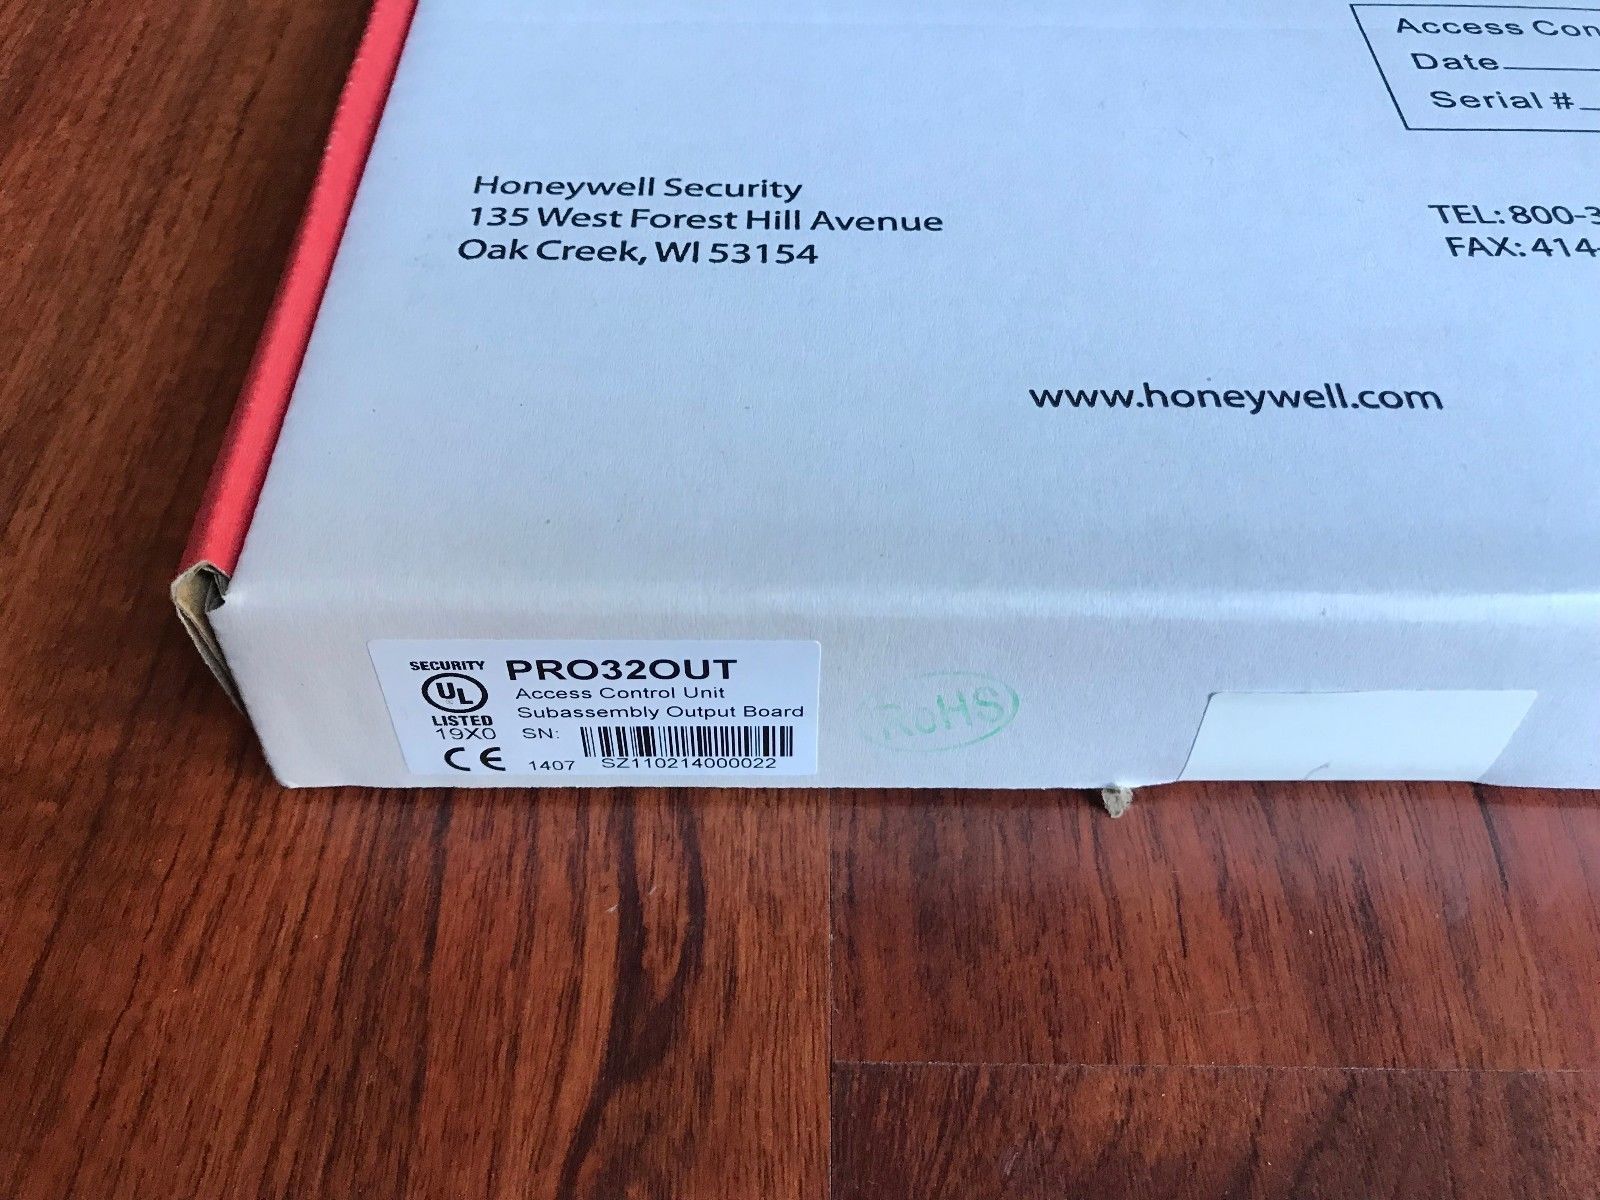 Access Con
Date
Serial #
Honeywell Security
135 West Forest Hill Avenue
Oak Creek, WI 53154
TEL: 800-3
FAX: 414-
www.honeywell.com
SECURITY
UL
LISTED
19X0
CE
PRO32OUT
Access Control Unit
Subassembly Output Board
SN:
1407 SZ110214000022
RoHS